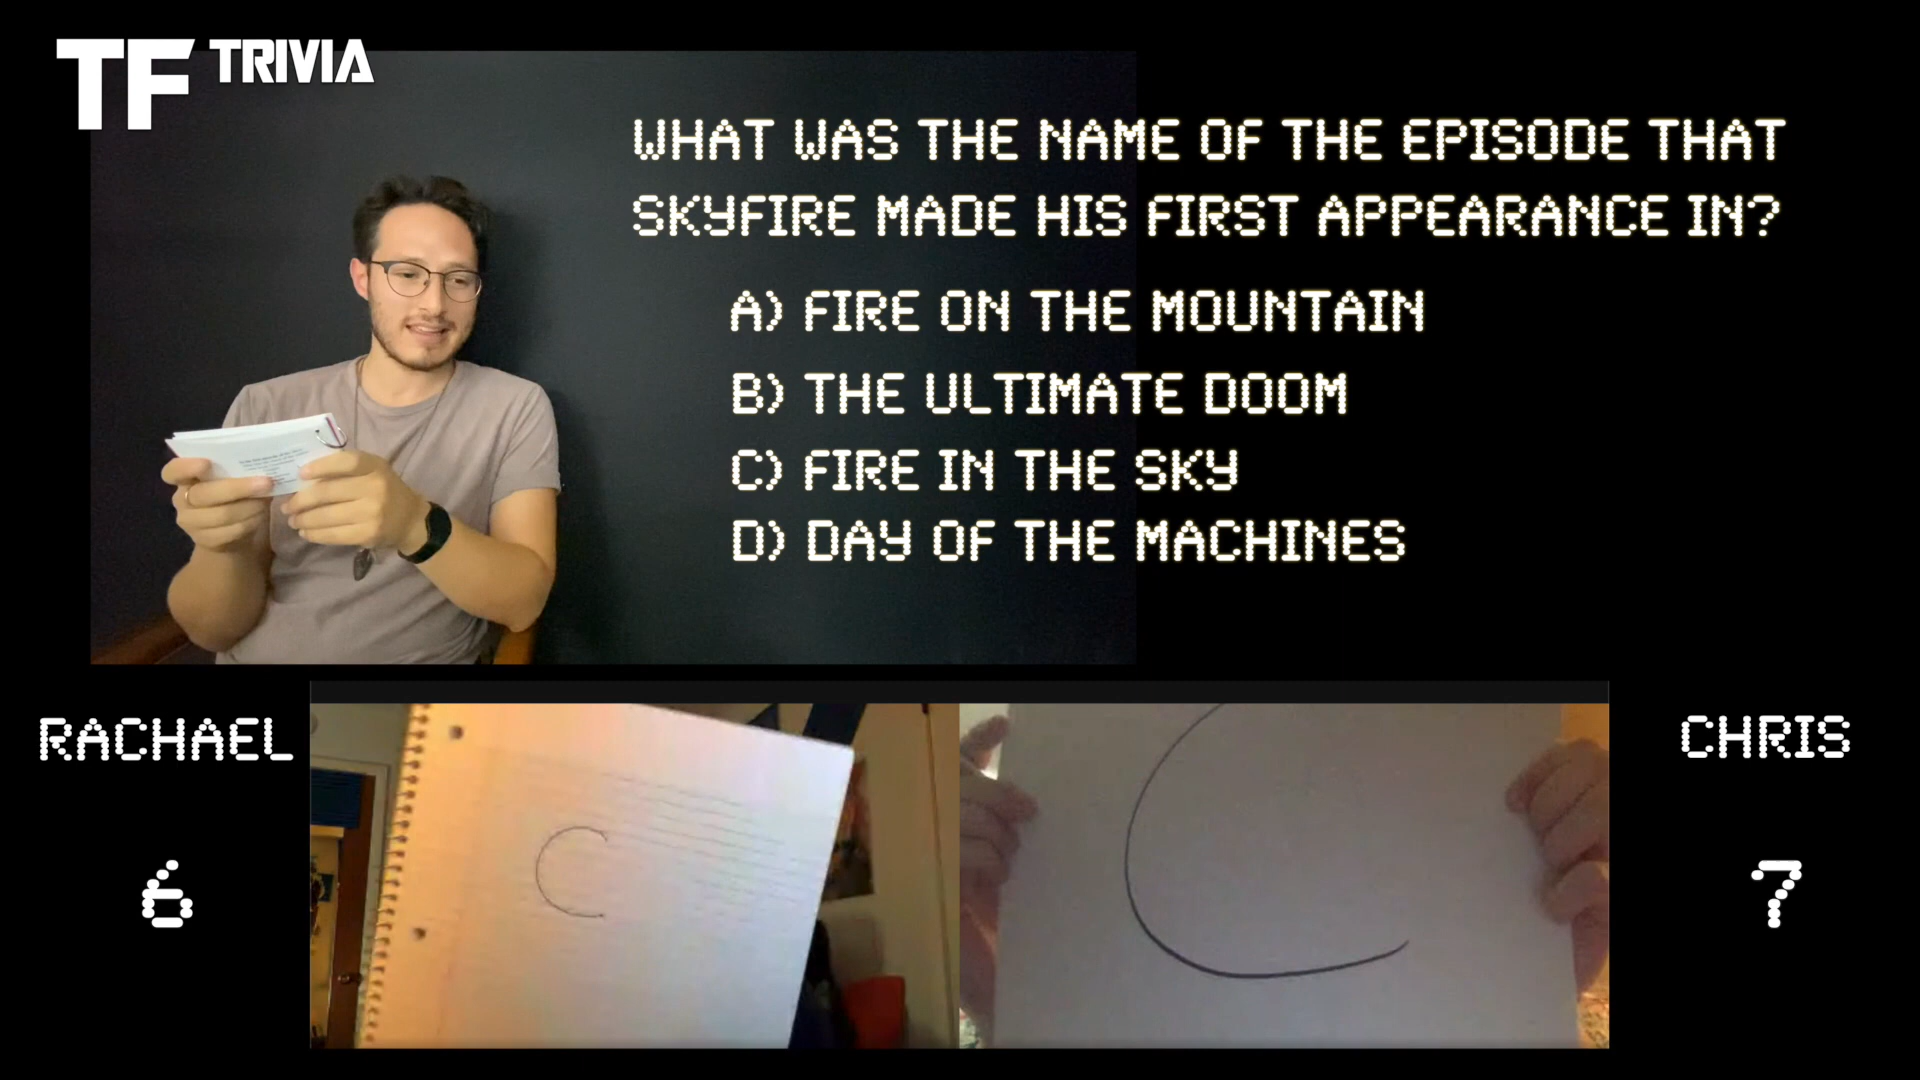 TF TRIVIA
WHAT WAS THE NAME OF THE EPISODE THAT
SKYFIRE MADE HIS FIRST APPEARANCE IN?
A) FIRE ON THE MOUNTAIN
B) THE ULTIMATE DOOM
C) FIRE IN THE SKY
D) DAY OF THE MACHINES
RACHAEL
6
C
C
CHRIS
7